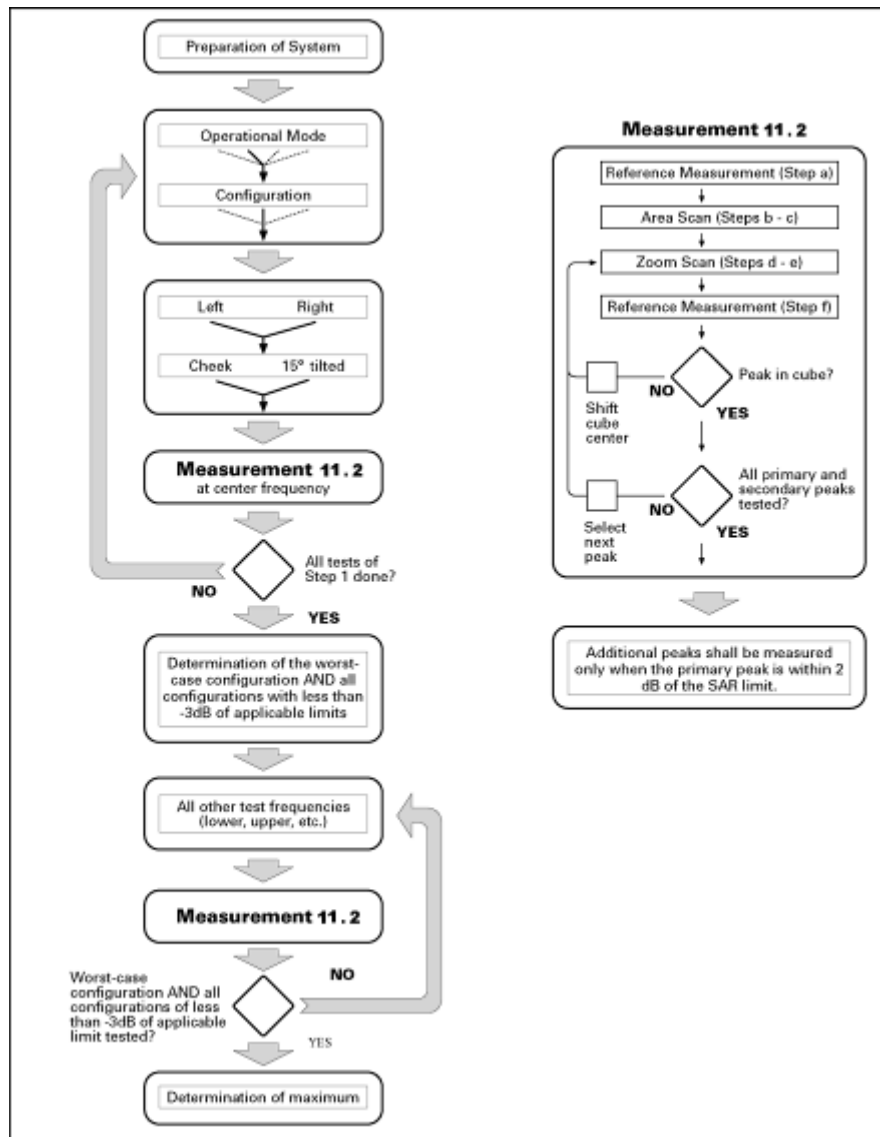 Preparation of System
Operational Mode
Configuration
Left Right
Cheek 15º tilted
Measurement 11.2
at center frequency
All tests of
Step 1 done?
NO
YES
Determination of the worst-
case configuration AND all
configurations with less than
-3dB of applicable limits
All other test frequencies
(lower, upper, etc.)
Measurement 11.2
NO
Worst-case
configuration AND all
configurations of less
than -3dB of applicable
limit tested?
YES
Determination of maximum
Measurement 11.2
Reference Measurement (Step a)
Area Scan (Steps b - c)
Zoom Scan (Steps d - e)
Reference Measurement (Step f)
Peak in cube?
NO
YES
Shift
cube
center
All primary and
secondary peaks
tested?
NO
YES
Select
next
peak
Additional peaks shall be measured
only when the primary peak is within 2
dB of the SAR limit.